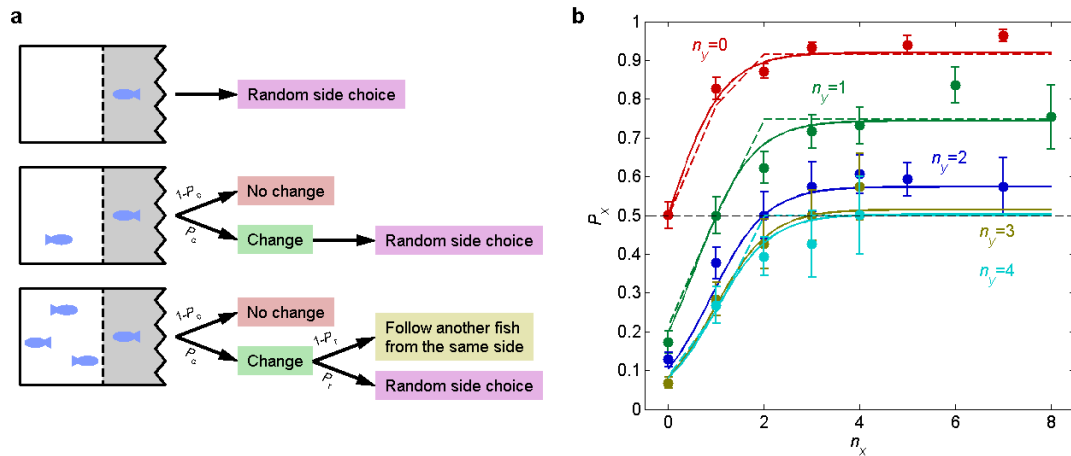 a
Random side choice
1-Pc
No change
Pc
Change
Random side choice
1-Pc
No change
Pc
Change
1-Pr
Follow another fish
from the same side
Pr
Random side choice
b
1
0.9
0.8
0.7
0.6
0.5
0.4
0.3
0.2
0.1
0
Px
0
2
4
6
8
nx
ny=0
ny=1
ny=2
ny=3
ny=4